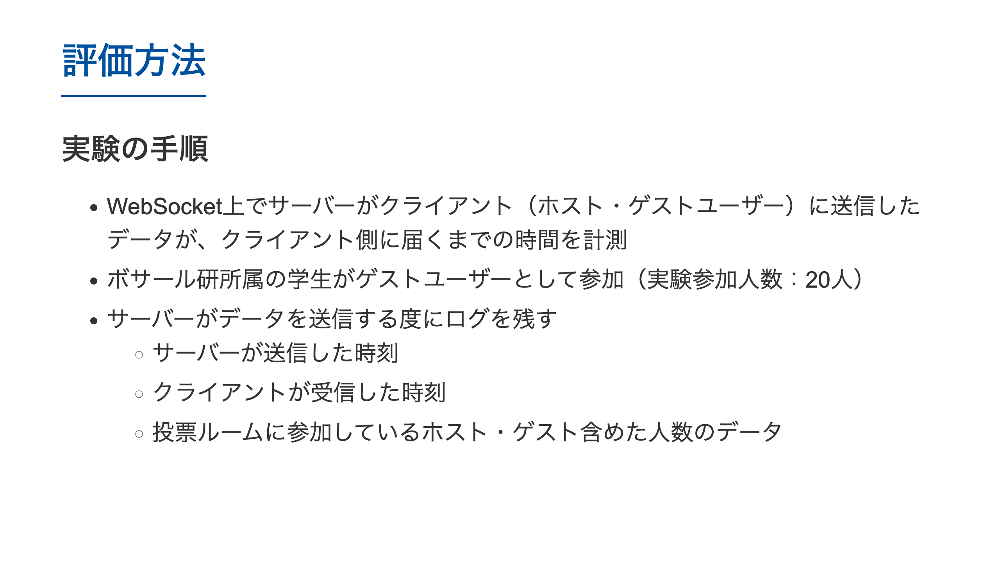 評価方法
実験の手順
• WebSocket上でサーバーがクライアント（ホスト・ゲストユーザー）に送信した
データが、クライアント側に届くまでの時間を計測
• ボサール研所属の学生がゲストユーザーとして参加（実験参加人数：20人）
• サーバーがデータを送信する度にログを残す
○ サーバーが送信した時刻
○ クライアントが受信した時刻
○ 投票ルームに参加しているホスト・ゲスト含めた人数のデータ